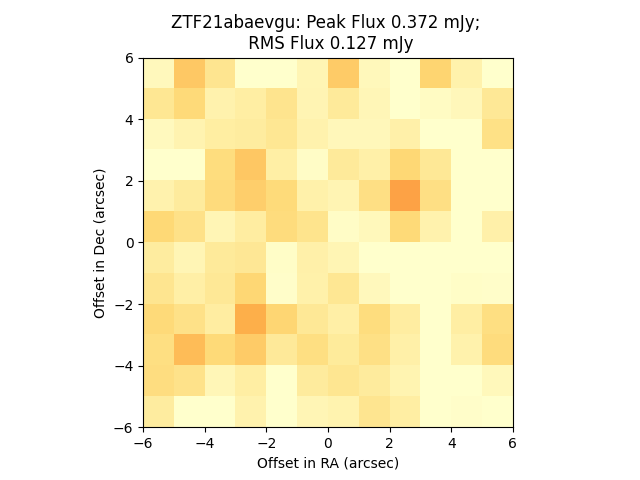 ZTF21abaevgu: Peak Flux 0.372 mJy;
RMS Flux 0.127 mJy
6
4
2
0
−2
−4
−6
Offset in Dec (arcsec)
−6 −4 −2 0 2 4 6
Offset in RA (arcsec)